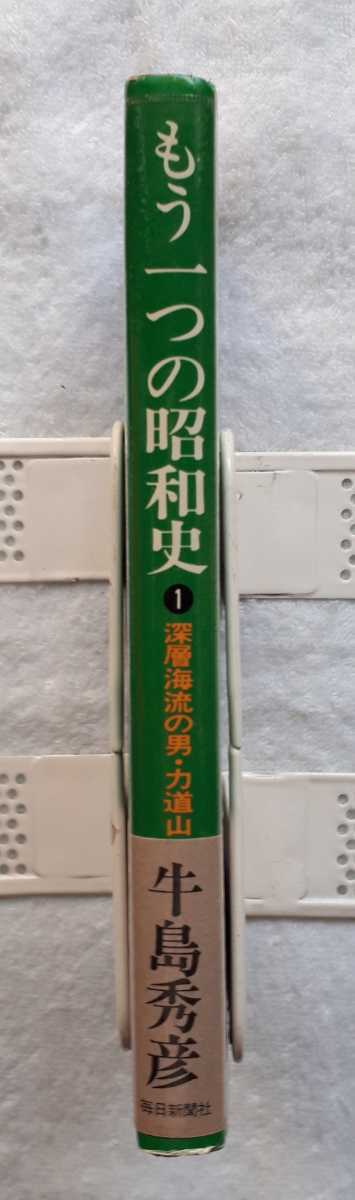 もう一つの昭和史
1
深層海流の男・力道山
牛島秀彦
毎日新聞社